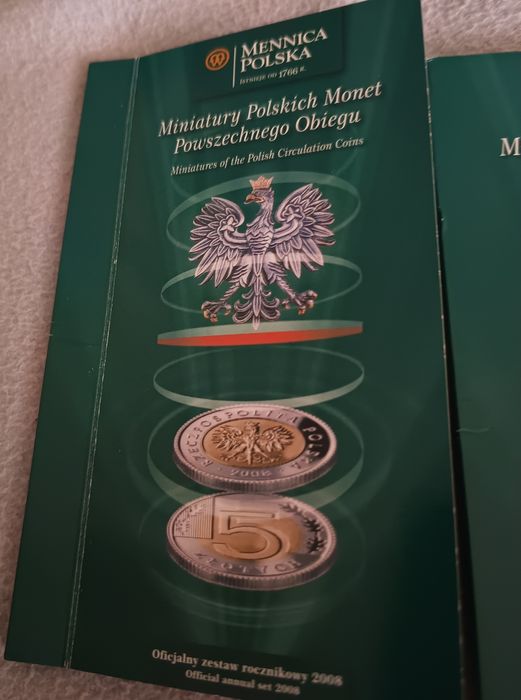 MENNICA
POLSKA
ISTNIEJE OD 1766 R.
Miniatury Polskich Monet
Powszechnego Obiegu
Miniatures of the Polish Circulation Coins
M
RZECZPOSPOLITA POLSKA
2008
5
ZŁOTYCH
Oficjalny zestaw rocznikowy 2008
Official annual set 2008